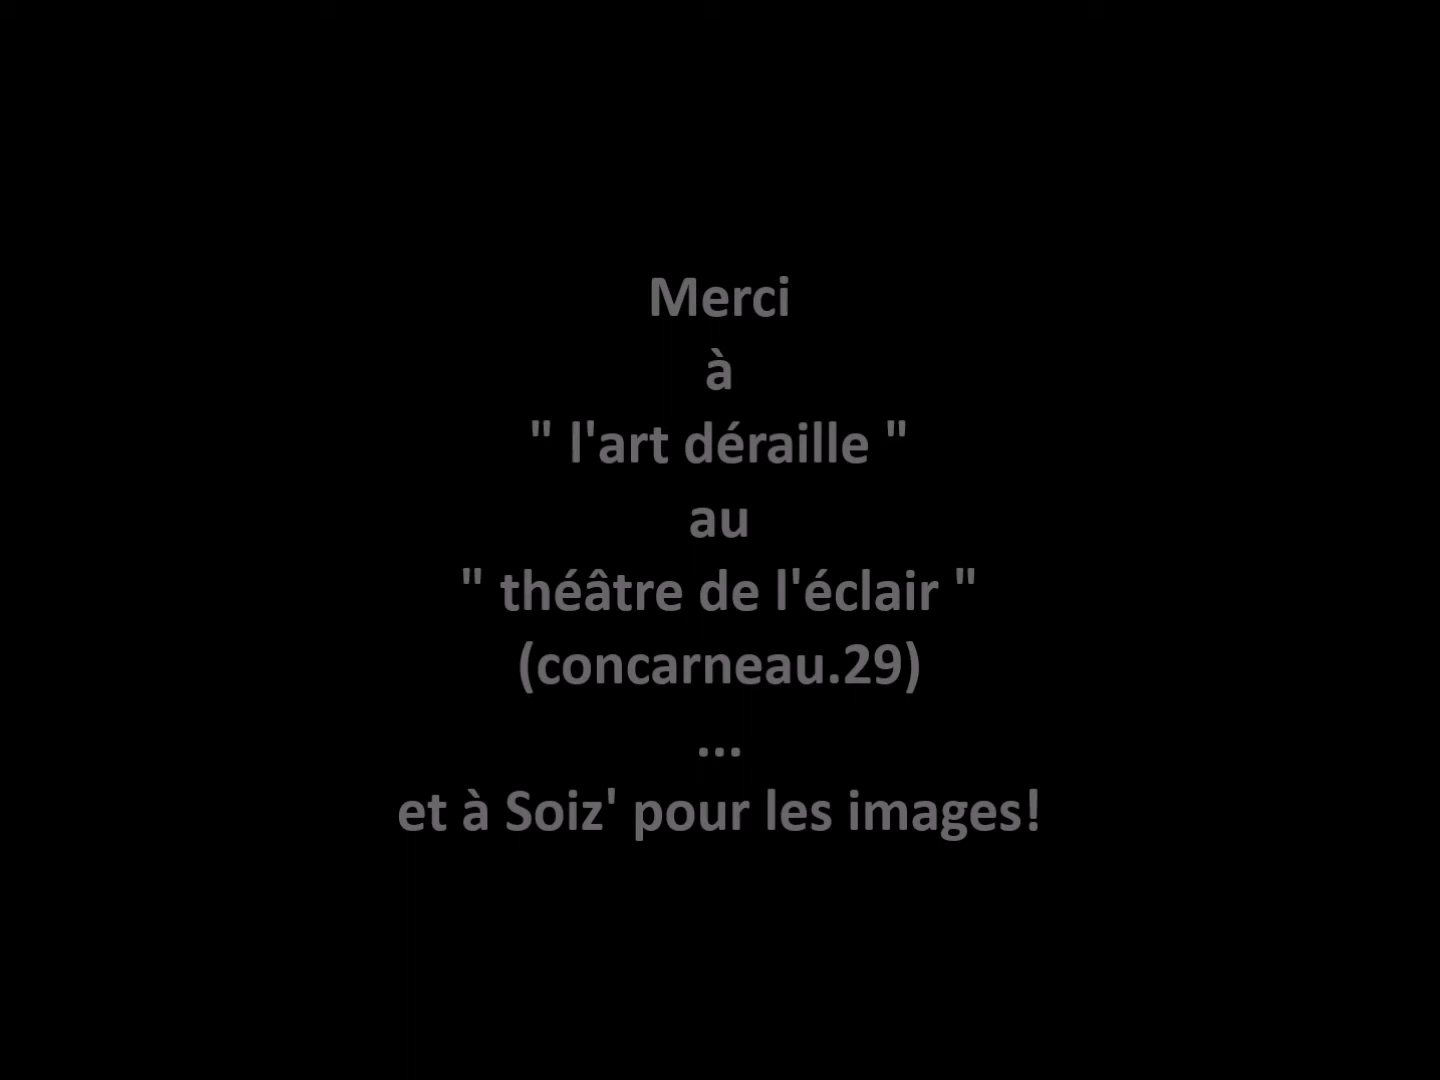 Merci
à
" l'art déraille "
au
" théâtre de l'éclair "
(concarneau.29)
...
et à Soiz' pour les images!